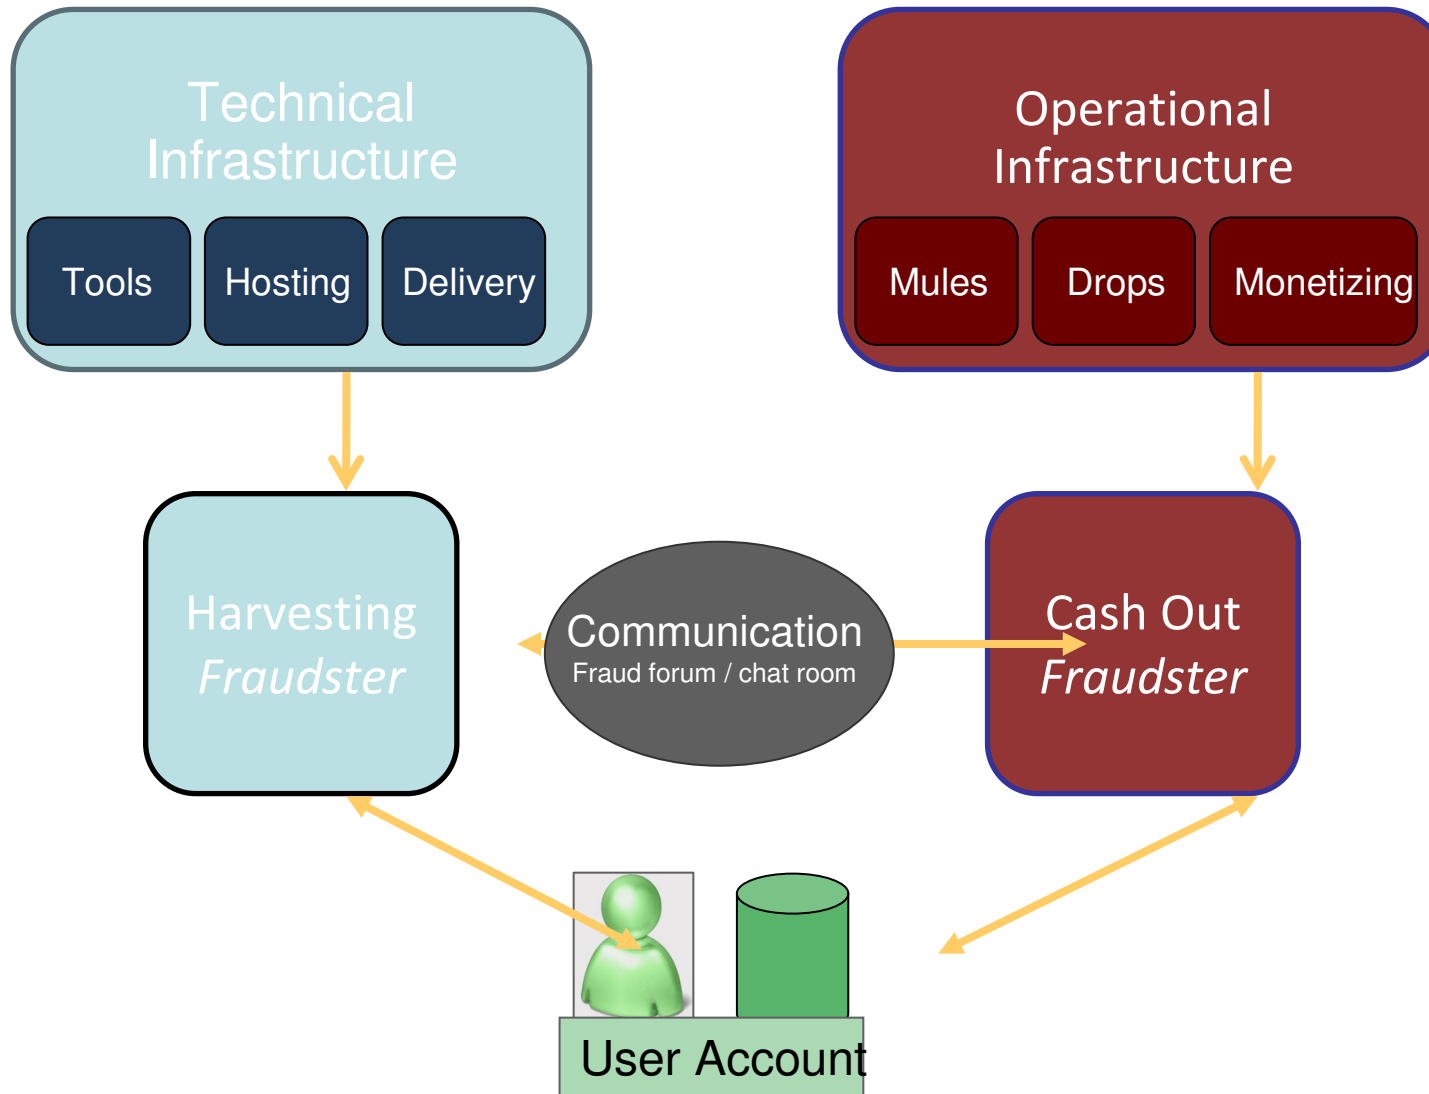 Technical
Infrastructure
Tools
Hosting
Delivery
Operational
Infrastructure
Mules
Drops
Monetizing
Harvesting
Fraudster
Communication
Fraud forum / chat room
Cash Out
Fraudster
User Account